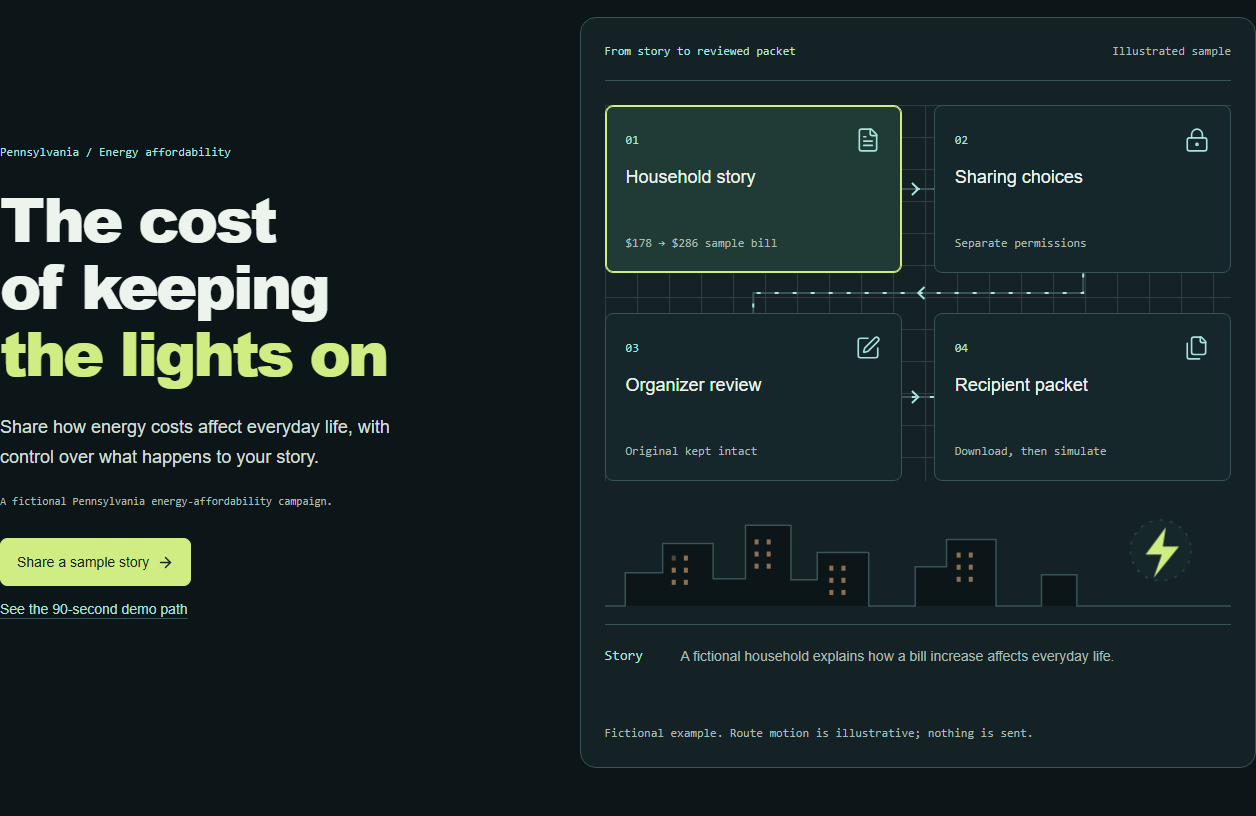 Pennsylvania / Energy affordability
The cost
of keeping
the lights on
Share how energy costs affect everyday life, with
control over what happens to your story.
A fictional Pennsylvania energy-affordability campaign.
Share a sample story →
See the 90-second demo path
From story to reviewed packet
Illustrated sample
01
Household story
$178 → $286 sample bill
02
Sharing choices
Separate permissions
03
Organizer review
Original kept intact
04
Recipient packet
Download, then simulate
Story
A fictional household explains how a bill increase affects everyday life.
Fictional example. Route motion is illustrative; nothing is sent.